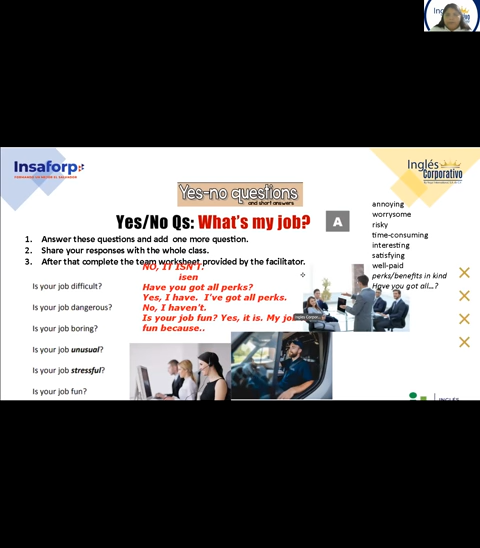 Insaforp
Inglés
Corporativo
Yes-no questions
and short answers
Yes/No Qs: What's my job?
A
1. Answer these questions and add one more question.
2. Share your responses with the whole class.
3. After that complete the team worksheet provided by the facilitator.
NO, IT ISN'T.
isen
Is your job difficult?
Have you got all perks?
Yes, I have. I've got all perks.
Is your job dangerous?
No, I haven't.
Is your job fun? Yes, it is. My job
Is your job boring?
fun because..
Is your job unusual?
Is your job stressful?
Is your job fun?
annoying
worrysome
risky
time-consuming
interesting
satisfying
well-paid
perks/benefits in kind
Have you got all...?
Inglés Corpor...
INGLÉS